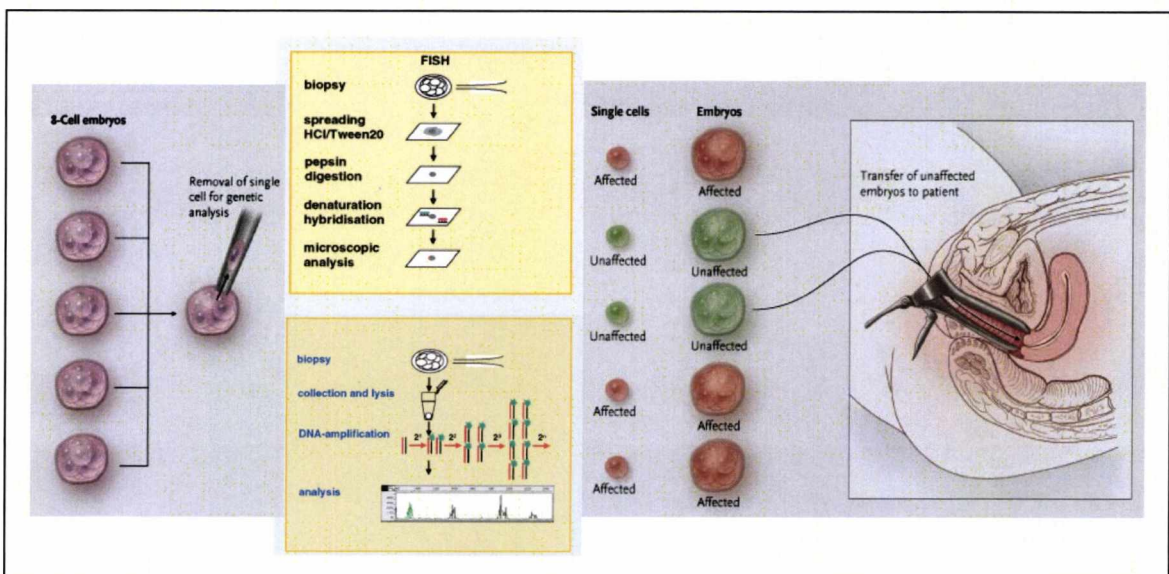 8-Cell embryos
Removal of single
cell for genetic
analysis
FISH
biopsy
spreading
HCl/Tween20
pepsin
digestion
denaturation
hybridisation
microscopic
analysis
biopsy
collection and lysis
DNA-amplification
analysis
Single cells
Embryos
Affected
Affected
Unaffected
Unaffected
Unaffected
Unaffected
Affected
Affected
Affected
Affected
Transfer of unaffected
embryos to patient